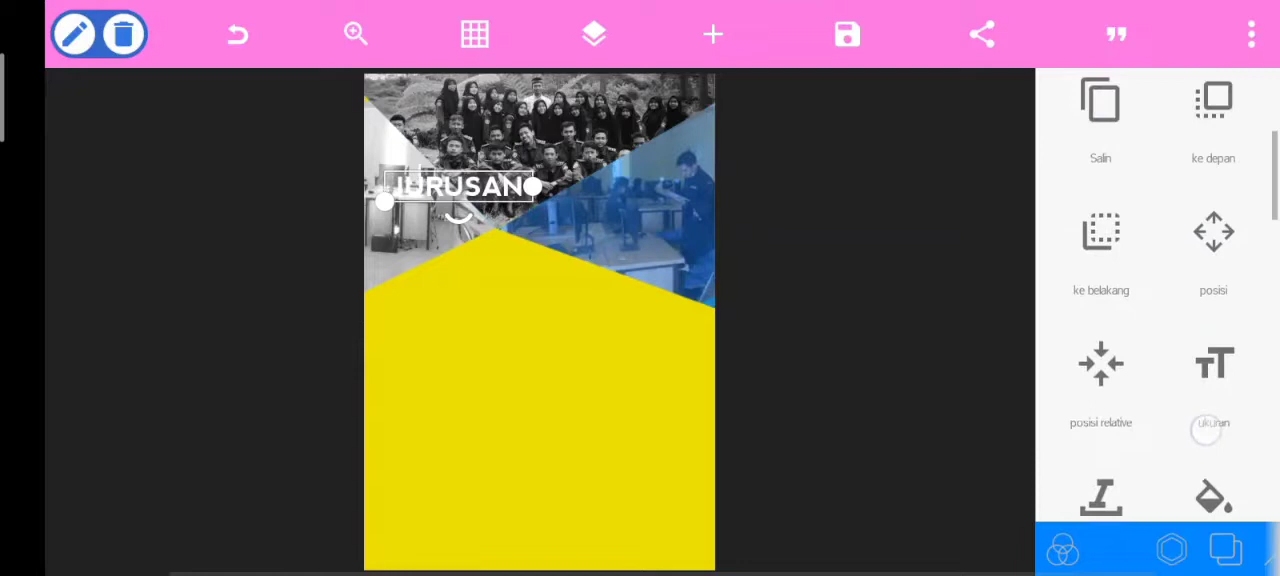 Salin
ke depan
JURUSAN
ke belakang
posisi
posisi relative
ukuran